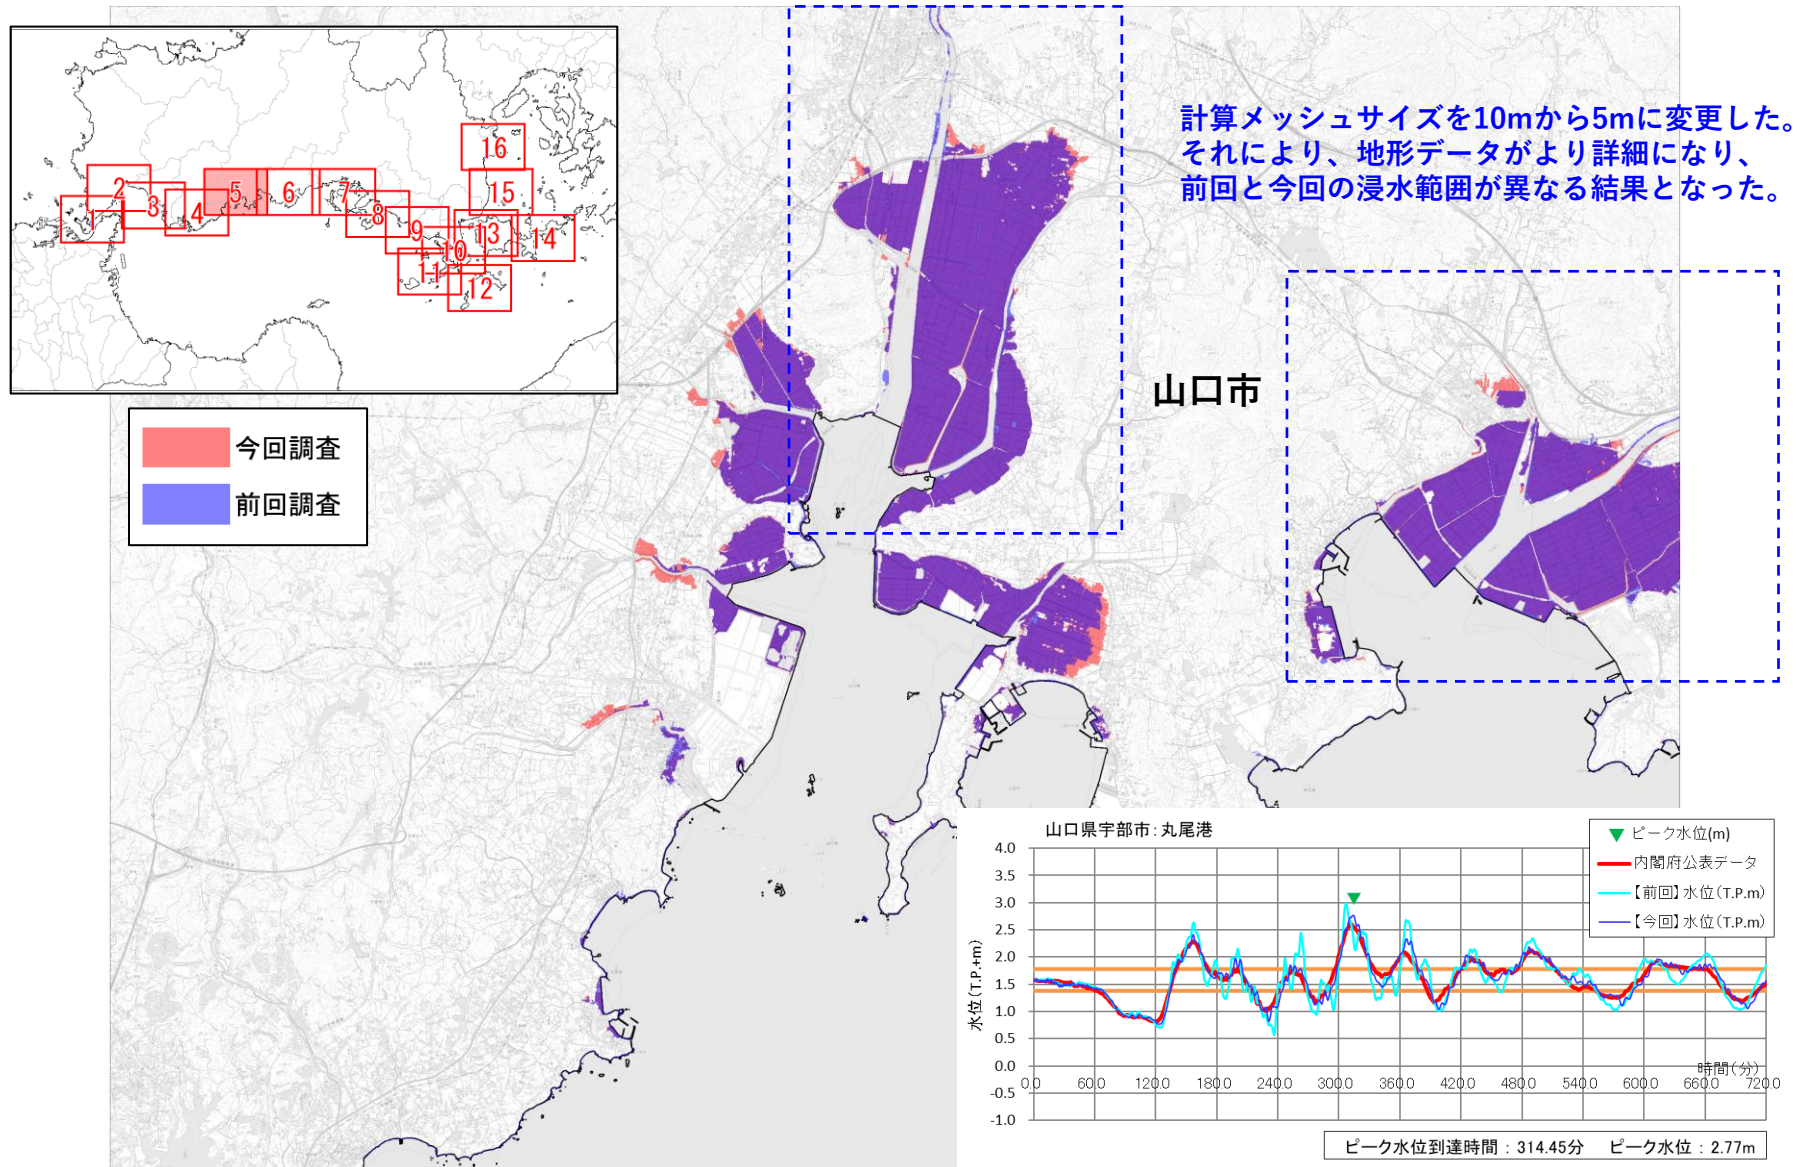 1
2
3
4
5
6
7
8
9
10
11
12
13
14
15
16
今回調査
前回調査
計算メッシュサイズを10mから5mに変更した。
それにより、地形データがより詳細になり、
前回と今回の浸水範囲が異なる結果となった。
山口市
山口県宇部市:丸尾港
▼ ピーク水位(m)
内閣府公表データ
【前回】水位(T.P.m)
【今回】水位(T.P.m)
水位(T.P.+m)
4.0
3.5
3.0
2.5
2.0
1.5
1.0
0.5
0.0
-0.5
-1.0
0.0 60.0 120.0 180.0 240.0 300.0 360.0 420.0 480.0 540.0 600.0 660.0 720.0
時間(分)
ピーク水位到達時間:314.45分 ピーク水位:2.77m